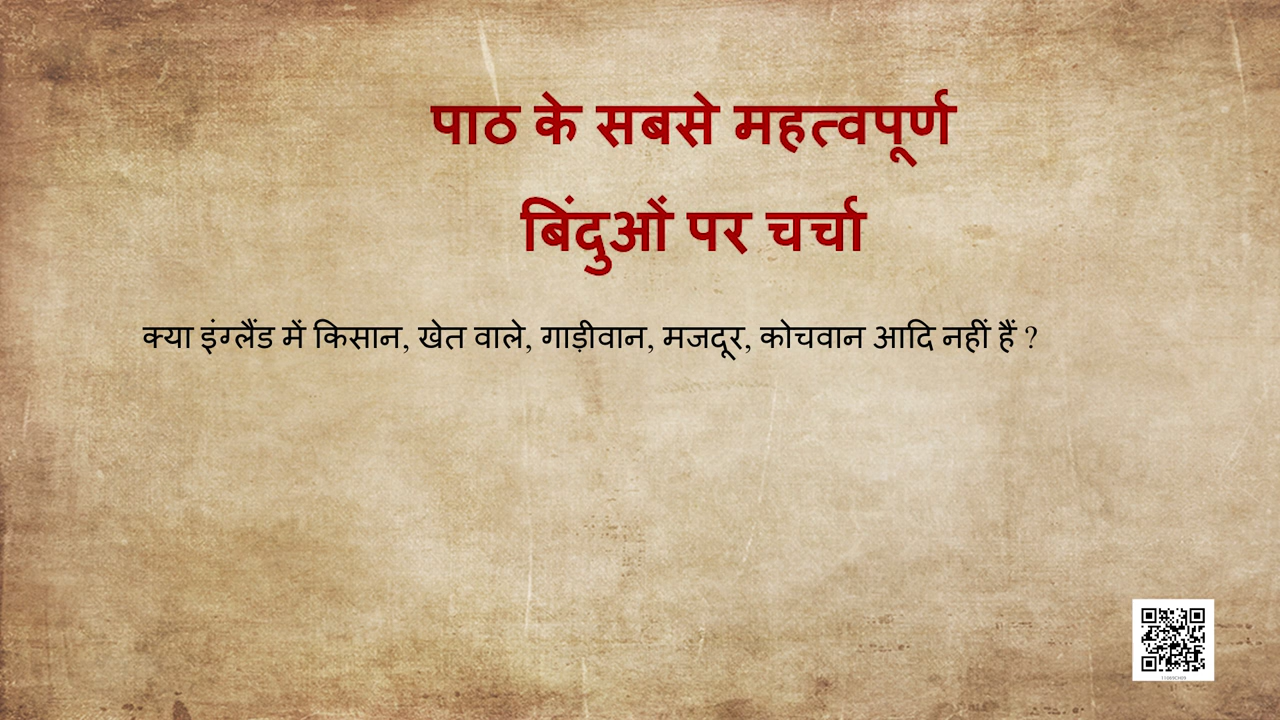 पाठ के सबसे महत्वपूर्ण
बिंदुओं पर चर्चा
क्या इंग्लैंड में किसान, खेत वाले, गाड़ीवान, मजदूर, कोचवान आदि नहीं हैं ?